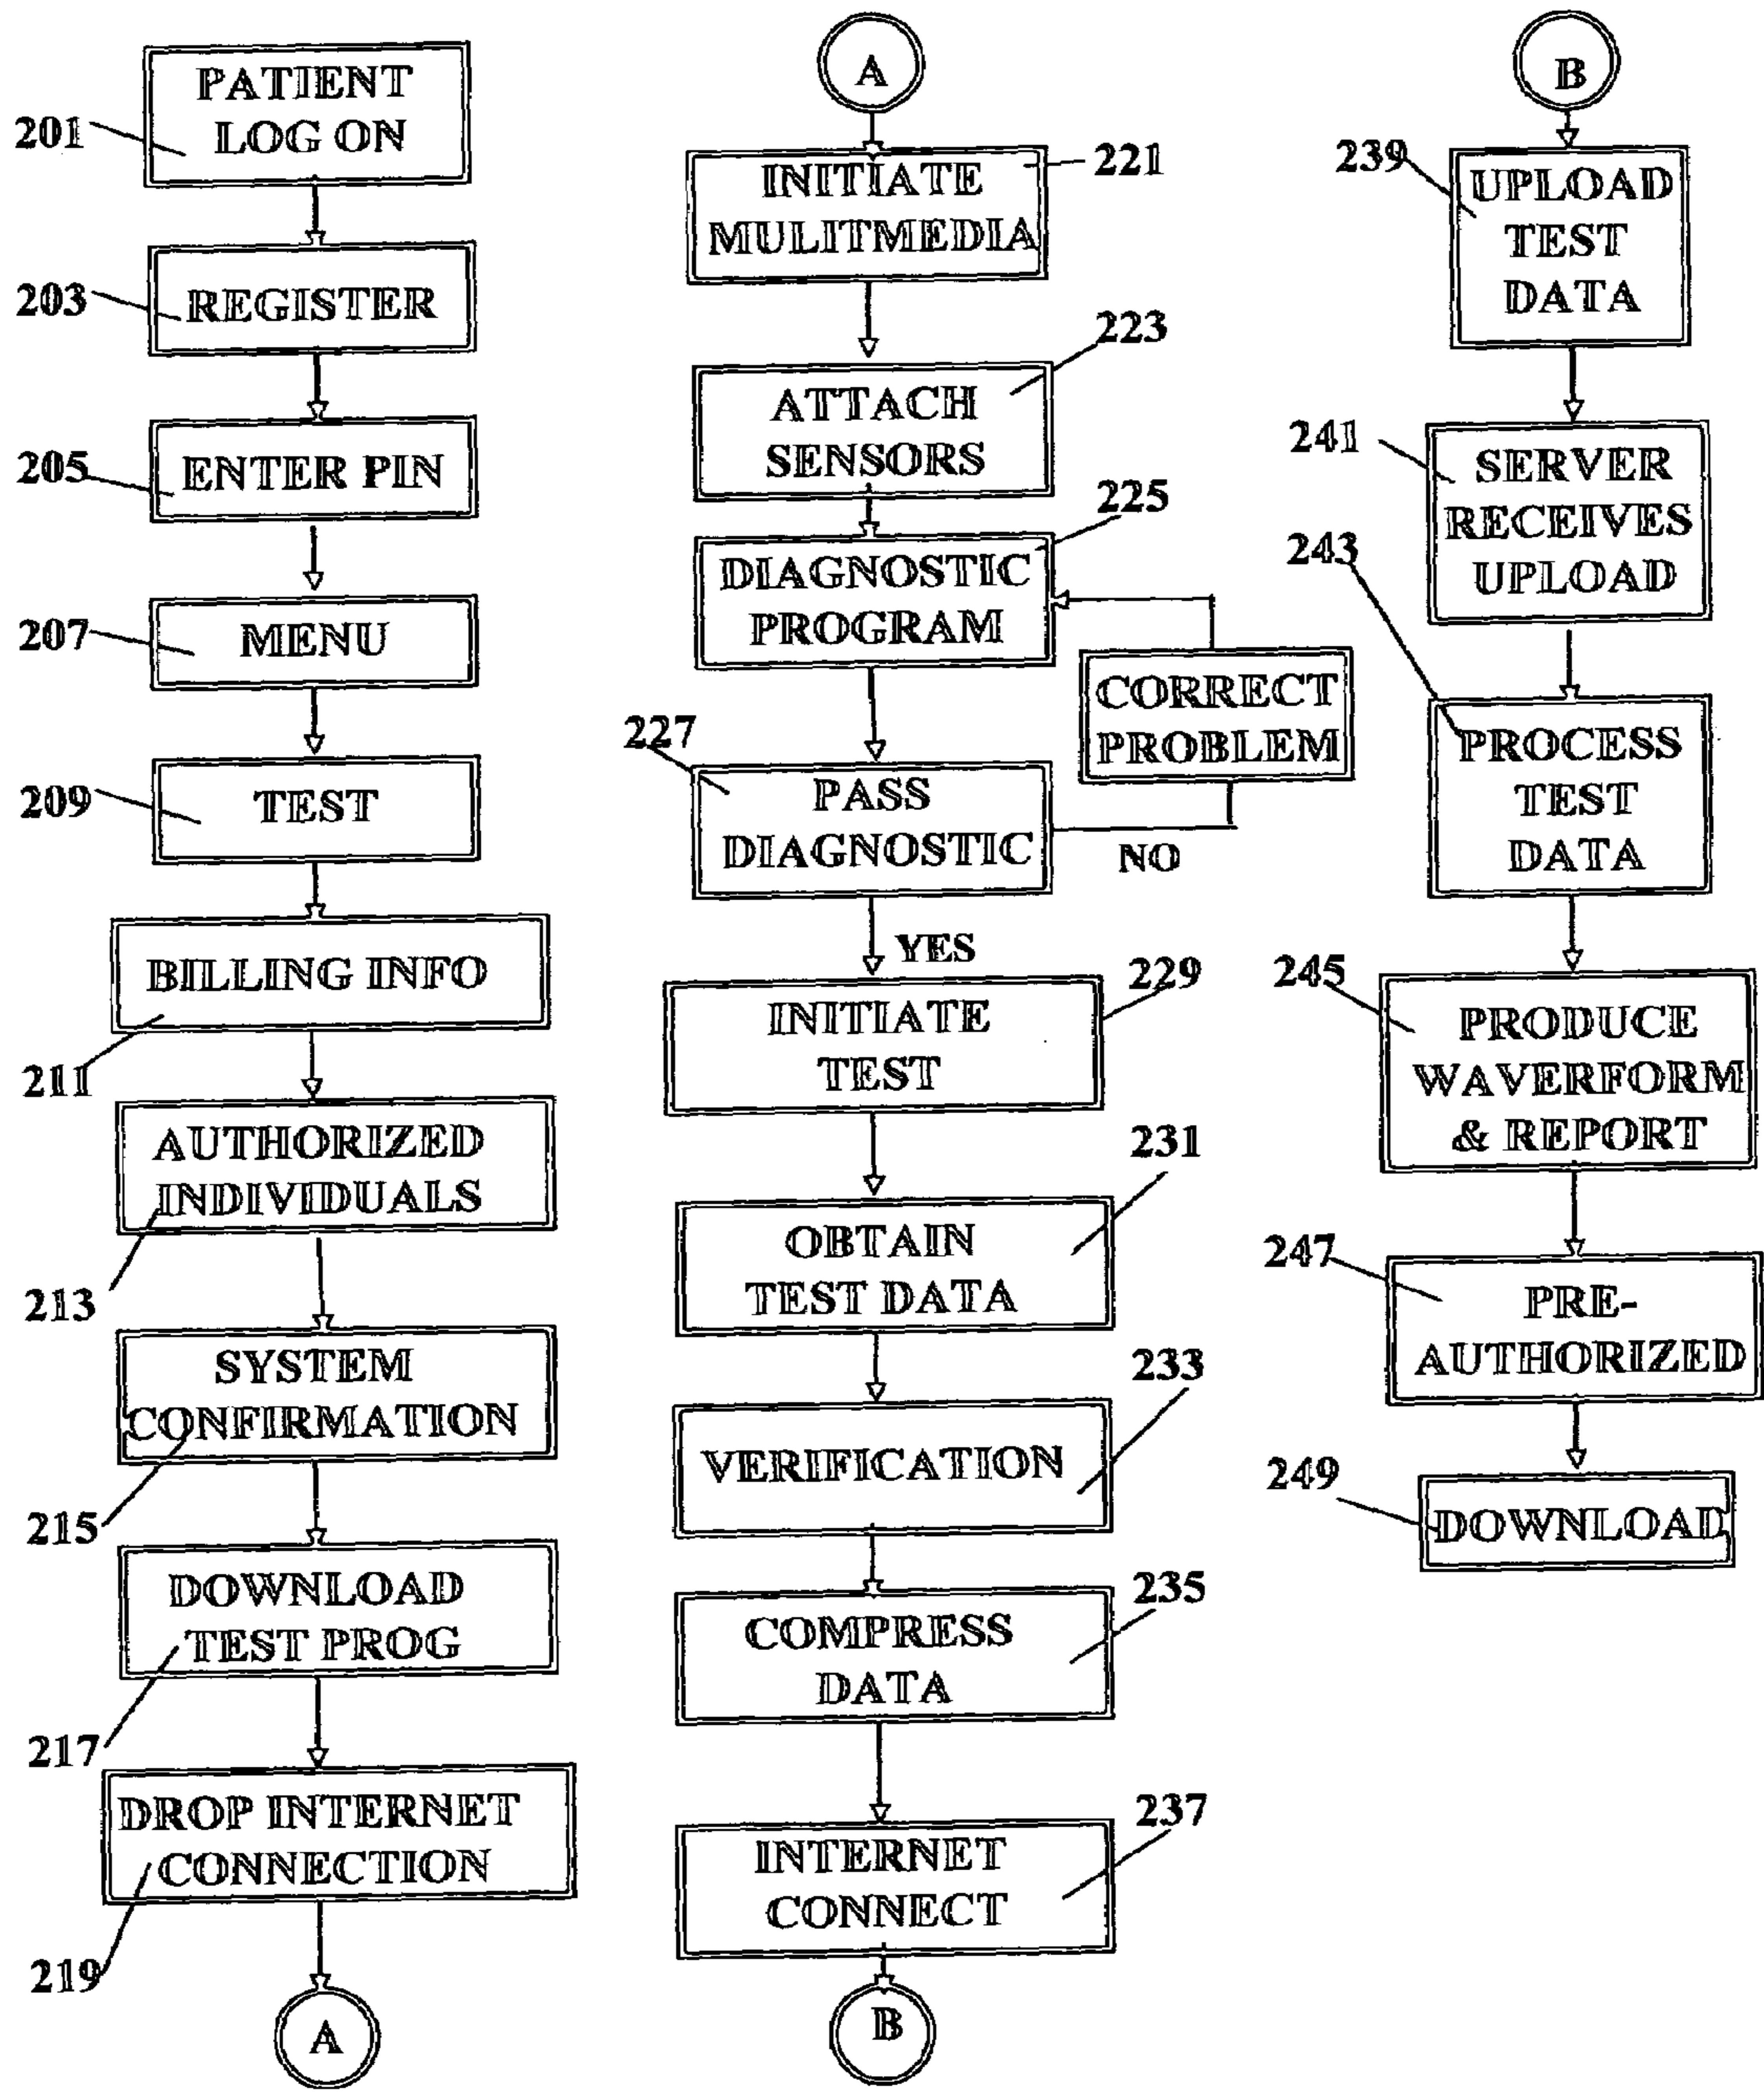 PATIENT
LOG ON
201
REGISTER
203
ENTER PIN
205
MENU
207
TEST
209
BILLING INFO
211
AUTHORIZED
INDIVIDUALS
213
SYSTEM
CONFIRMATION
215
DOWNLOAD
TEST PROG
217
DROP INTERNET
CONNECTION
219
A
A
INITIATE
MULITMEDIA
221
ATTACH
SENSORS
223
DIAGNOSTIC
PROGRAM
225
CORRECT
PROBLEM
PASS
DIAGNOSTIC
227
NO
YES
INITIATE
TEST
229
OBTAIN
TEST DATA
231
VERIFICATION
233
COMPRESS
DATA
235
INTERNET
CONNECT
237
B
B
UPLOAD
TEST
DATA
239
SERVER
RECEIVES
UPLOAD
241
PROCESS
TEST
DATA
243
PRODUCE
WAVERFORM
& REPORT
245
PRE-
AUTHORIZED
247
DOWNLOAD
249